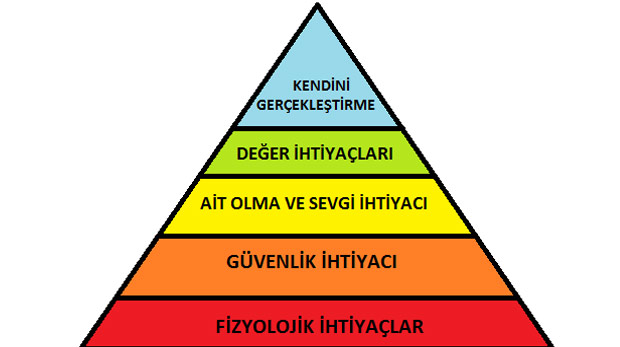 KENDİNİ
GERÇEKLEŞTİRME
DEĞER İHTİYAÇLARI
AİT OLMA VE SEVGİ İHTİYACI
GÜVENLİK İHTİYACI
FİZYOLOJİK İHTİYAÇLAR